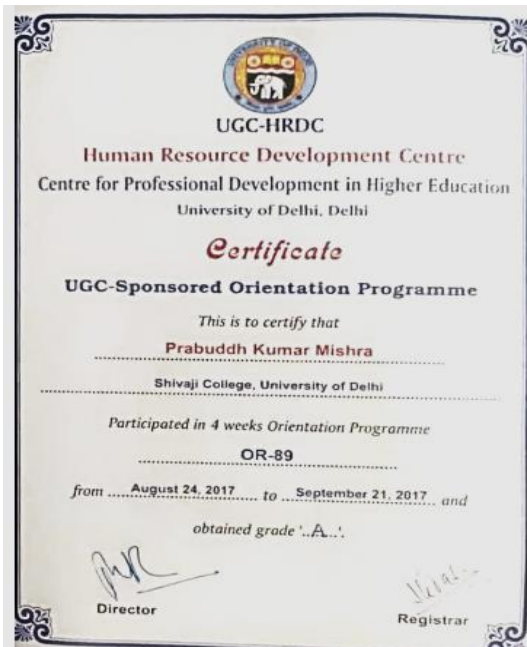 UNIVERSITY OF DELHI
UGC-HRDC
Human Resource Development Centre
Centre for Professional Development in Higher Education
University of Delhi, Delhi
Certificate
UGC-Sponsored Orientation Programme
This is to certify that
Prabuddh Kumar Mishra
Shivaji College, University of Delhi
Participated in 4 weeks Orientation Programme
OR-89
from August 24, 2017 to September 21, 2017 and
obtained grade '..A..'.
Director
Registrar